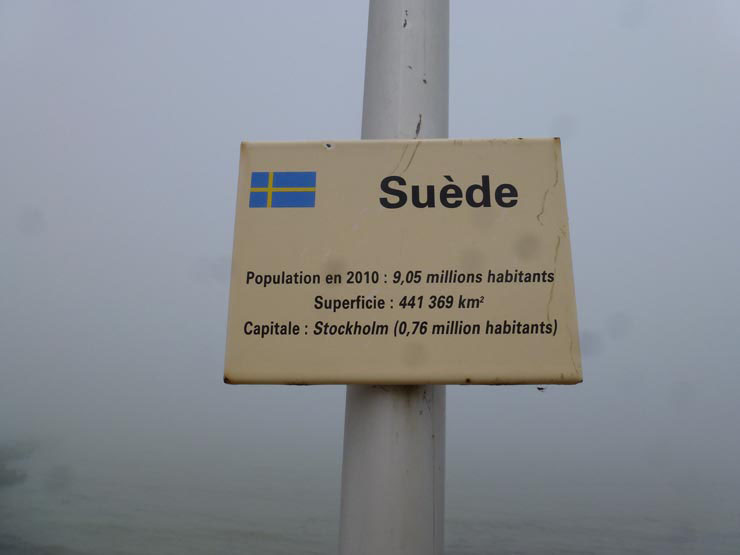 Suède
Population en 2010 : 9,05 millions habitants
Superficie : 441 369 km²
Capitale : Stockholm (0,76 million habitants)